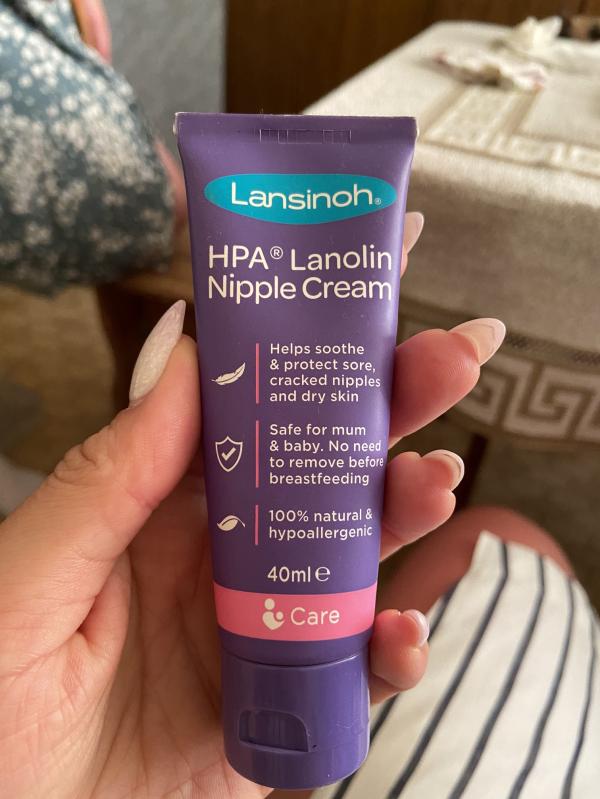 Lansinoh®
HPA® Lanolin
Nipple Cream
Helps soothe
& protect sore,
cracked nipples
and dry skin
Safe for mum
& baby. No need
to remove before
breastfeeding
100% natural &
hypoallergenic
40ml ℮
Care